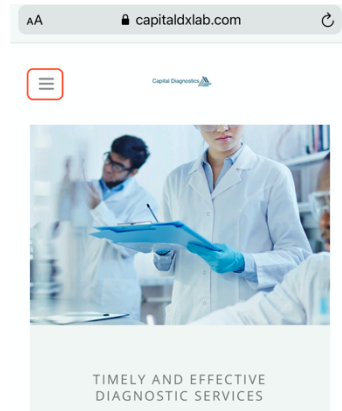 AA
capitaldxlab.com
Capital Diagnostics
TIMELY AND EFFECTIVE
DIAGNOSTIC SERVICES